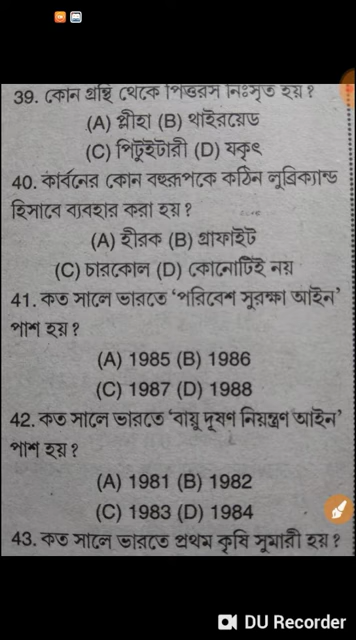 39. কোন গ্রন্থি থেকে পিত্তরস নিঃসৃত হয়?
(A) প্লীহা (B) থাইরয়েড
(C) পিটুইটারী (D) যকৃৎ
40. কার্বনের কোন বহুরূপকে কঠিন লুব্রিক্যান্ড
হিসাবে ব্যবহার করা হয়?
(A) হীরক (B) গ্রাফাইট
(C) চারকোল (D) কোনোটিই নয়
41. কত সালে ভারতে ‘পরিবেশ সুরক্ষা আইন’
পাশ হয়?
(A) 1985 (B) 1986
(C) 1987 (D) 1988
42. কত সালে ভারতে ‘বায়ু দূষণ নিয়ন্ত্রণ আইন’
পাশ হয়?
(A) 1981 (B) 1982
(C) 1983 (D) 1984
43. কত সালে ভারতে প্রথম কৃষি সুমারী হয়?
DU Recorder